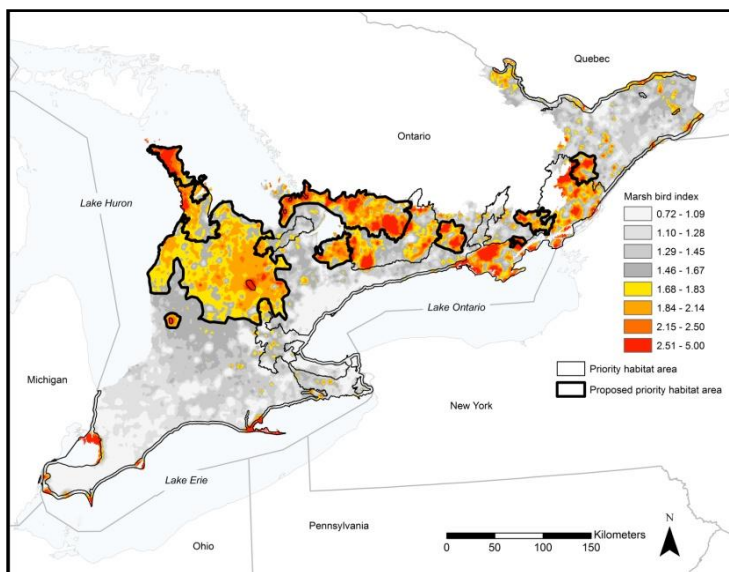 Quebec
Ontario
Lake Huron
Marsh bird index
0.72 - 1.09
1.10 - 1.28
1.29 - 1.45
1.46 - 1.67
1.68 - 1.83
1.84 - 2.14
2.15 - 2.50
2.51 - 5.00
Lake Ontario
Priority habitat area
Proposed priority habitat area
Michigan
New York
Lake Erie
Pennsylvania
Ohio
Kilometers
0 25 50 100 150
N